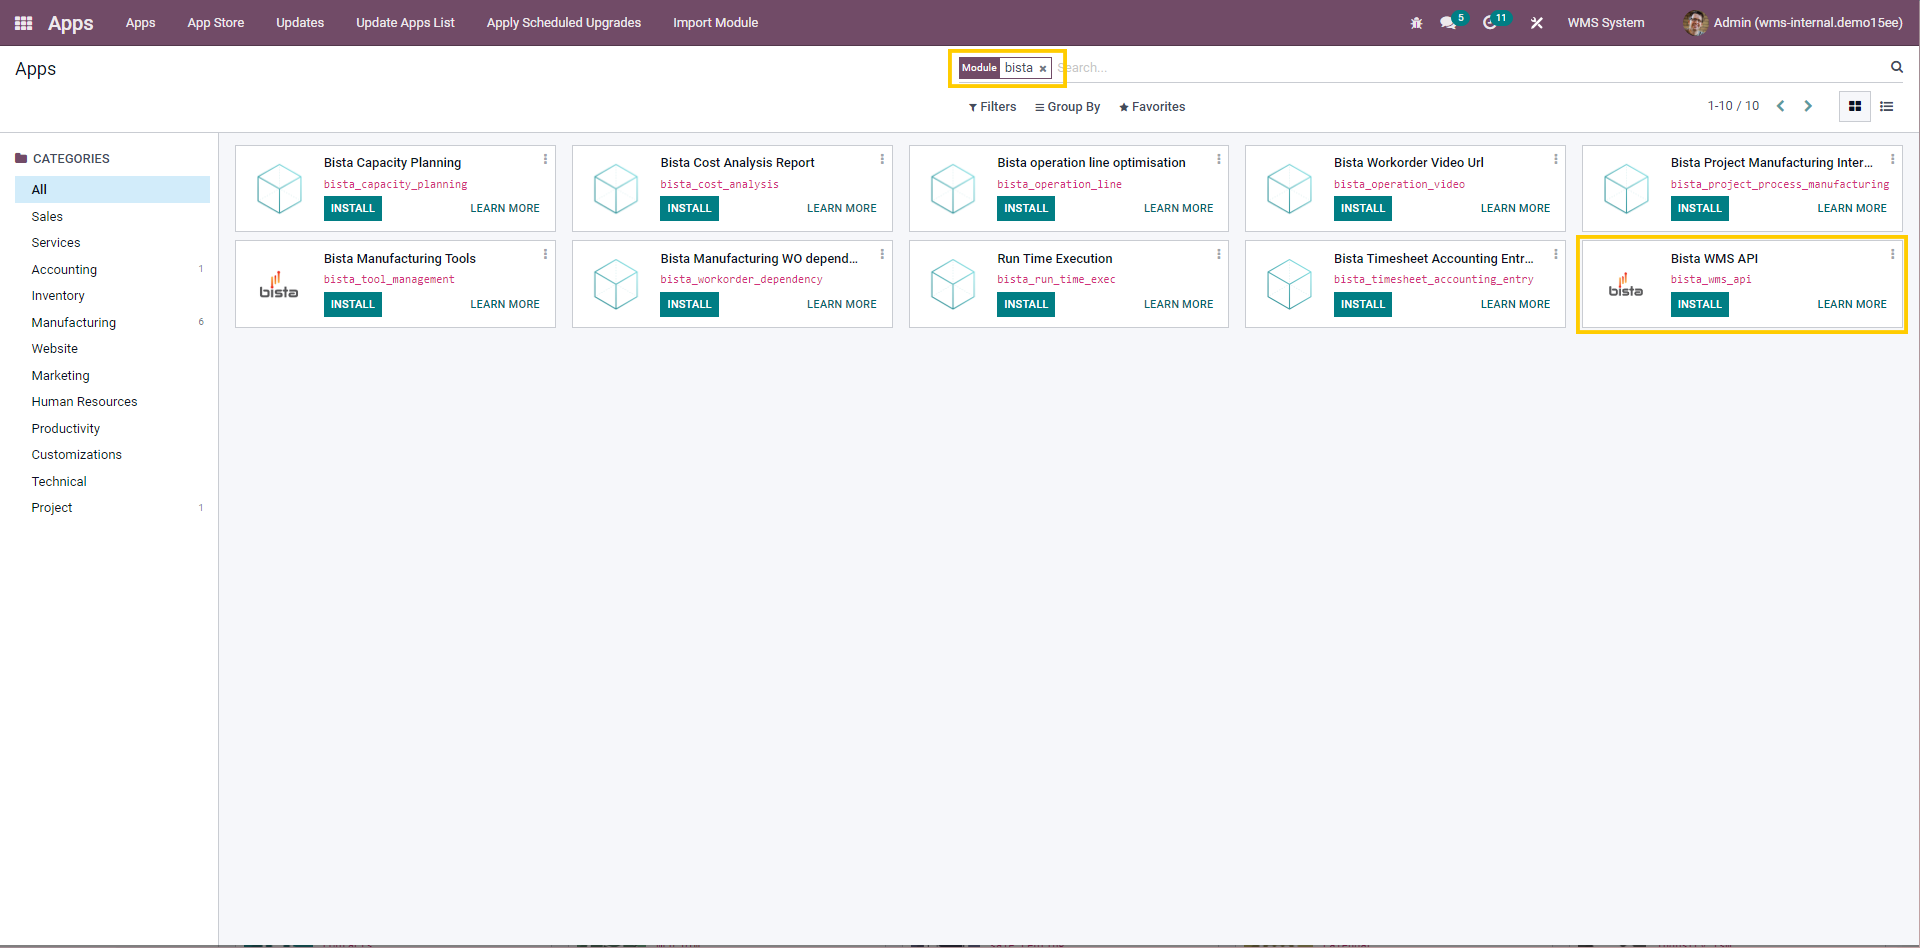 Apps Apps App Store Updates Update Apps List Apply Scheduled Upgrades Import Module 5 11 WMS System Admin (wms-internal.demo15ee)
Apps
Module bista × Search...
Filters Group By Favorites 1-10 / 10
CATEGORIES
All
Sales
Services
Accounting 1
Inventory
Manufacturing 6
Website
Marketing
Human Resources
Productivity
Customizations
Technical
Project 1
Bista Capacity Planning
bista_capacity_planning
INSTALL LEARN MORE
Bista Cost Analysis Report
bista_cost_analysis
INSTALL LEARN MORE
Bista operation line optimisation
bista_operation_line
INSTALL LEARN MORE
Bista Workorder Video Url
bista_operation_video
INSTALL LEARN MORE
Bista Project Manufacturing Inter...
bista_project_process_manufacturing
INSTALL LEARN MORE
bista
Bista Manufacturing Tools
bista_tool_management
INSTALL LEARN MORE
Bista Manufacturing WO depend...
bista_workorder_dependency
INSTALL LEARN MORE
Run Time Execution
bista_run_time_exec
INSTALL LEARN MORE
Bista Timesheet Accounting Entr...
bista_timesheet_accounting_entry
INSTALL LEARN MORE
bista
Bista WMS API
bista_wms_api
INSTALL LEARN MORE